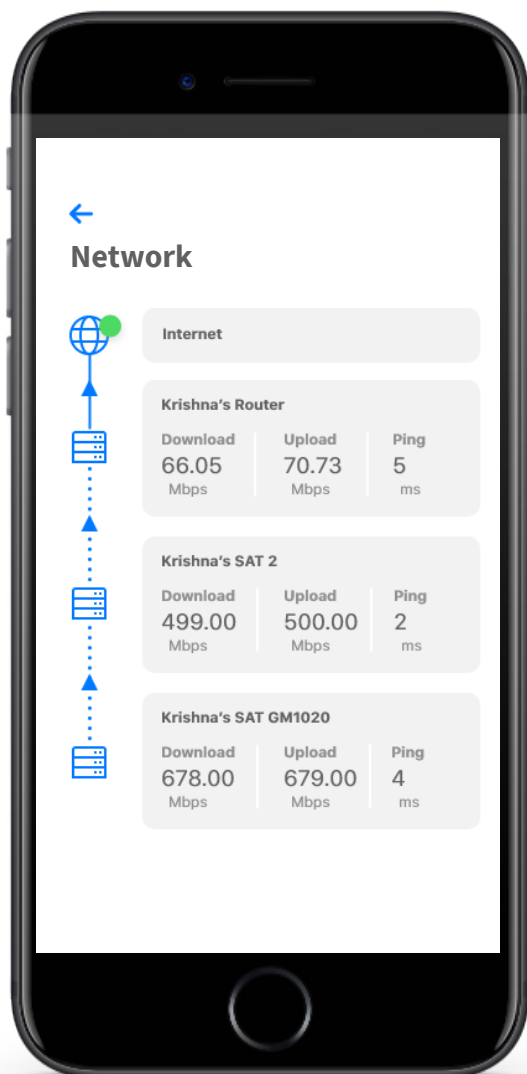 Network
Internet
Krishna's Router
Download Upload Ping
66.05 70.73 5
Mbps Mbps ms
Krishna's SAT 2
Download Upload Ping
499.00 500.00 2
Mbps Mbps ms
Krishna's SAT GM1020
Download Upload Ping
678.00 679.00 4
Mbps Mbps ms